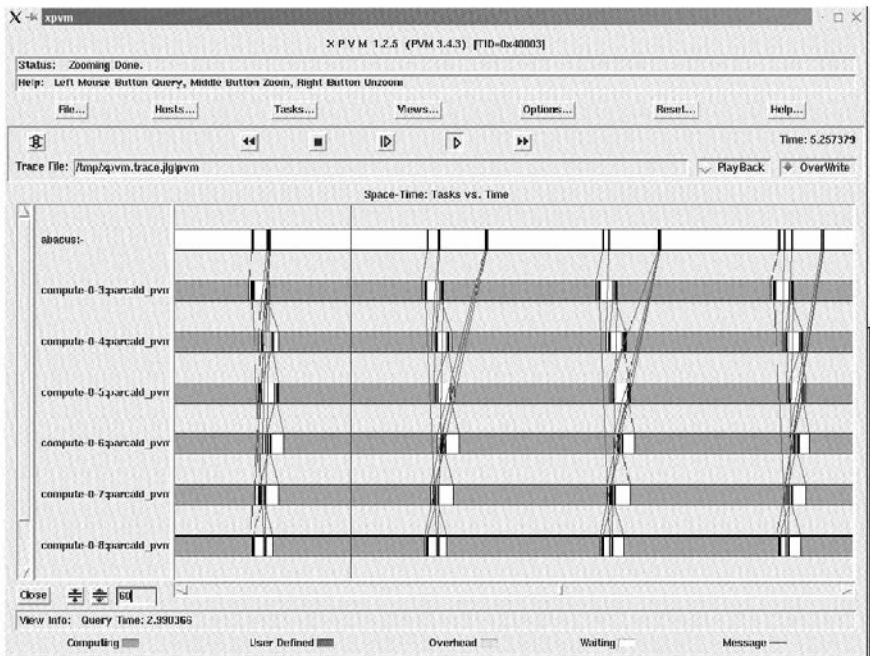 xpvm
X P V M 1.2.5 (PVM 3.4.3) [TID=0x40003]
Status: Zooming Done.
Help: Left Mouse Button Query, Middle Button Zoom, Right Button Unzoom
File... Hosts... Tasks... Views... Options... Reset... Help...
Time: 5.257379
Trace File: /tmp/xpvm.trace.jlglpvm PlayBack OverWrite
Space-Time: Tasks vs. Time
abacus:-
compute-0-3:parcald_pvm
compute-0-4:parcald_pvm
compute-0-5:parcald_pvm
compute-0-6:parcald_pvm
compute-0-7:parcald_pvm
compute-0-8:parcald_pvm
Close 60
View Info: Query Time: 2.990366
Computing User Defined Overhead Waiting Message